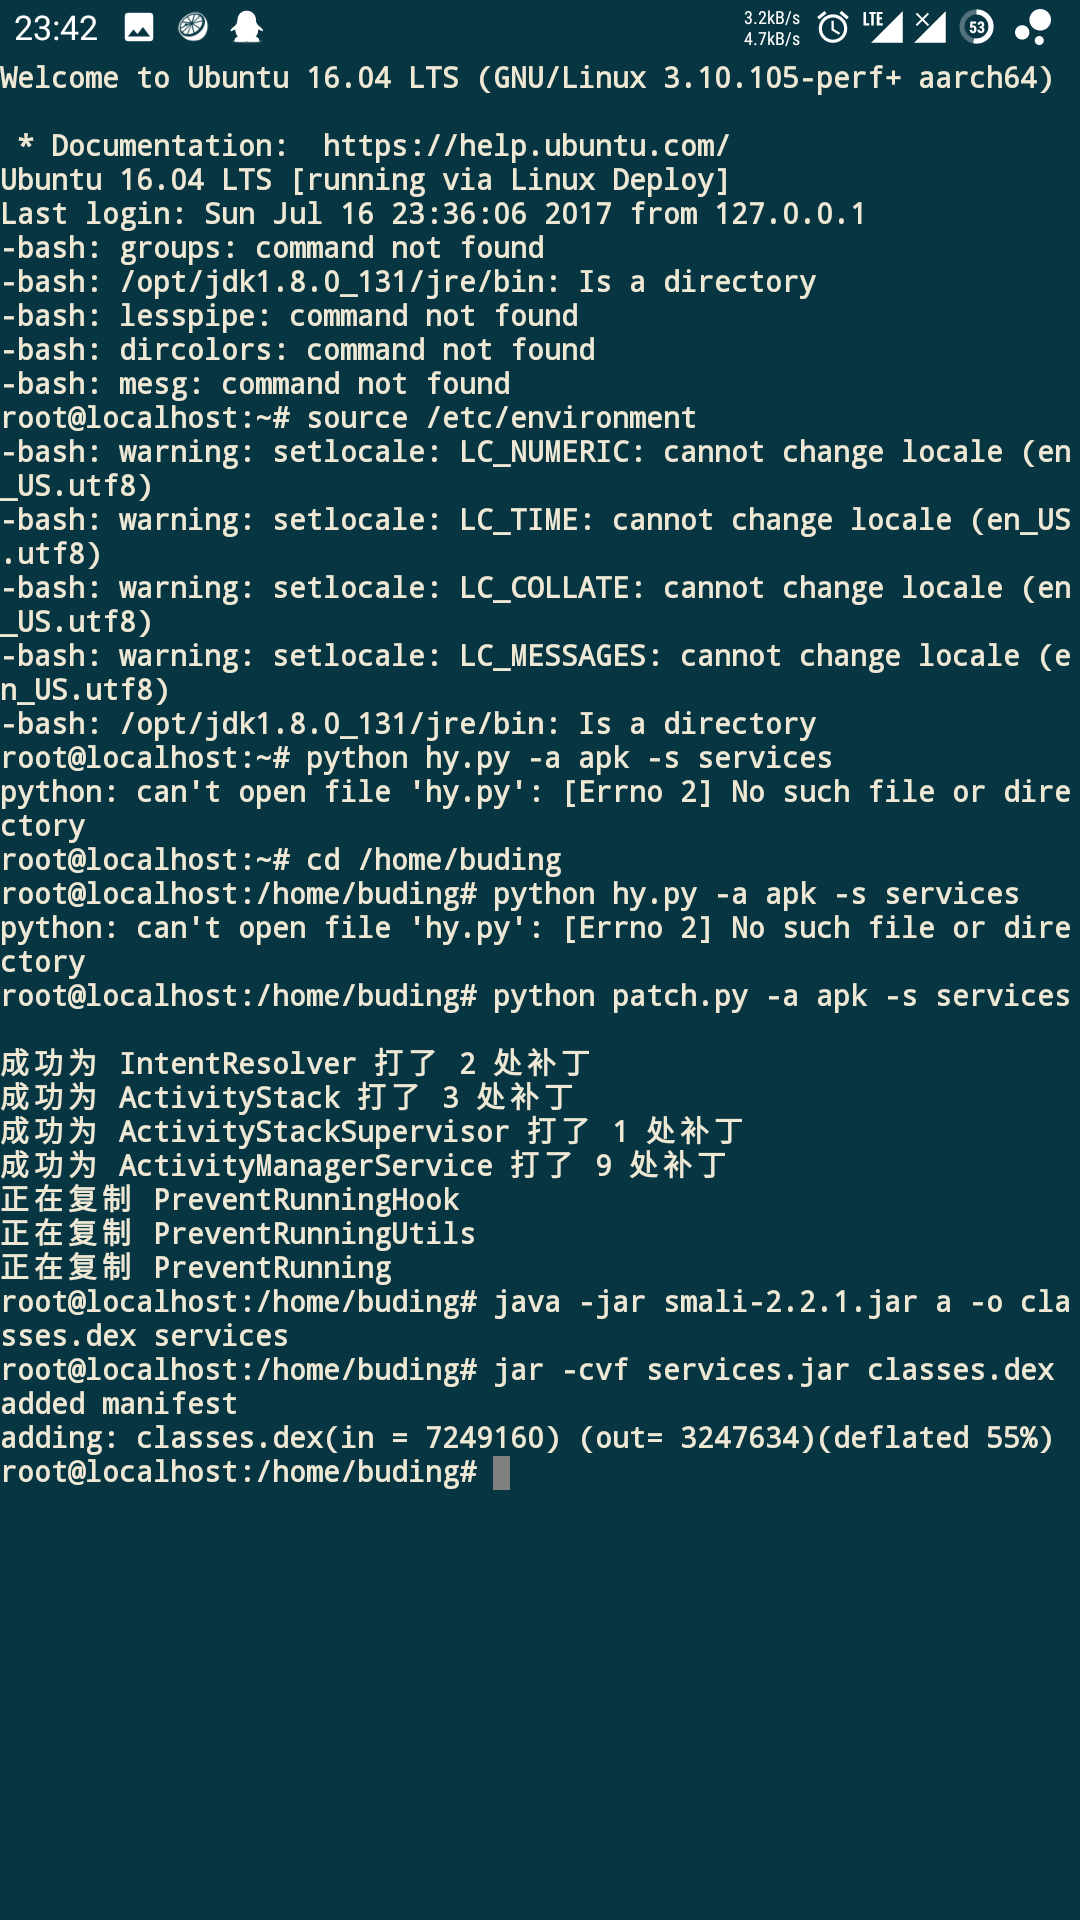 23:42 3.2kB/s 4.7kB/s LTE 53
Welcome to Ubuntu 16.04 LTS (GNU/Linux 3.10.105-perf+ aarch64)
* Documentation:  https://help.ubuntu.com/
Ubuntu 16.04 LTS [running via Linux Deploy]
Last login: Sun Jul 16 23:36:06 2017 from 127.0.0.1
-bash: groups: command not found
-bash: /opt/jdk1.8.0_131/jre/bin: Is a directory
-bash: lesspipe: command not found
-bash: dircolors: command not found
-bash: mesg: command not found
root@localhost:~# source /etc/environment
-bash: warning: setlocale: LC_NUMERIC: cannot change locale (en
_US.utf8)
-bash: warning: setlocale: LC_TIME: cannot change locale (en_US
.utf8)
-bash: warning: setlocale: LC_COLLATE: cannot change locale (en
_US.utf8)
-bash: warning: setlocale: LC_MESSAGES: cannot change locale (e
n_US.utf8)
-bash: /opt/jdk1.8.0_131/jre/bin: Is a directory
root@localhost:~# python hy.py -a apk -s services
python: can't open file 'hy.py': [Errno 2] No such file or dire
ctory
root@localhost:~# cd /home/buding
root@localhost:/home/buding# python hy.py -a apk -s services
python: can't open file 'hy.py': [Errno 2] No such file or dire
ctory
root@localhost:/home/buding# python patch.py -a apk -s services
成功为 IntentResolver 打了 2 处补丁
成功为 ActivityStack 打了 3 处补丁
成功为 ActivityStackSupervisor 打了 1 处补丁
成功为 ActivityManagerService 打了 9 处补丁
正在复制 PreventRunningHook
正在复制 PreventRunningUtils
正在复制 PreventRunning
root@localhost:/home/buding# java -jar smali-2.2.1.jar a -o cla
sses.dex services
root@localhost:/home/buding# jar -cvf services.jar classes.dex
added manifest
adding: classes.dex(in = 7249160) (out= 3247634)(deflated 55%)
root@localhost:/home/buding#